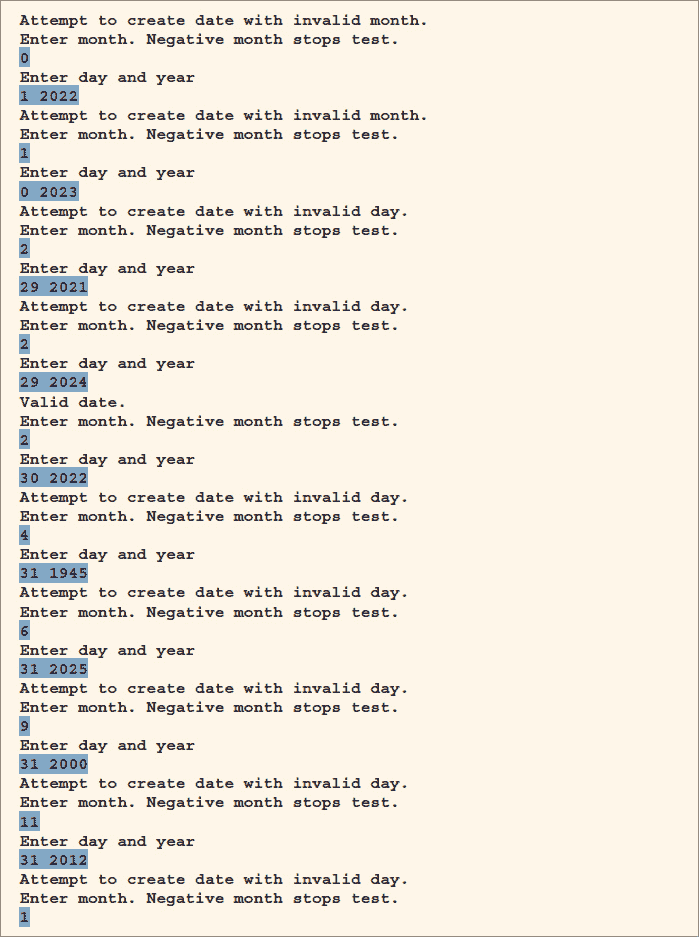 Attempt to create date with invalid month.
Enter month. Negative month stops test.
0
Enter day and year
1 2022
Attempt to create date with invalid month.
Enter month. Negative month stops test.
1
Enter day and year
0 2023
Attempt to create date with invalid day.
Enter month. Negative month stops test.
2
Enter day and year
29 2021
Attempt to create date with invalid day.
Enter month. Negative month stops test.
2
Enter day and year
29 2024
Valid date.
Enter month. Negative month stops test.
2
Enter day and year
30 2022
Attempt to create date with invalid day.
Enter month. Negative month stops test.
4
Enter day and year
31 1945
Attempt to create date with invalid day.
Enter month. Negative month stops test.
6
Enter day and year
31 2025
Attempt to create date with invalid day.
Enter month. Negative month stops test.
9
Enter day and year
31 2000
Attempt to create date with invalid day.
Enter month. Negative month stops test.
11
Enter day and year
31 2012
Attempt to create date with invalid day.
Enter month. Negative month stops test.
1